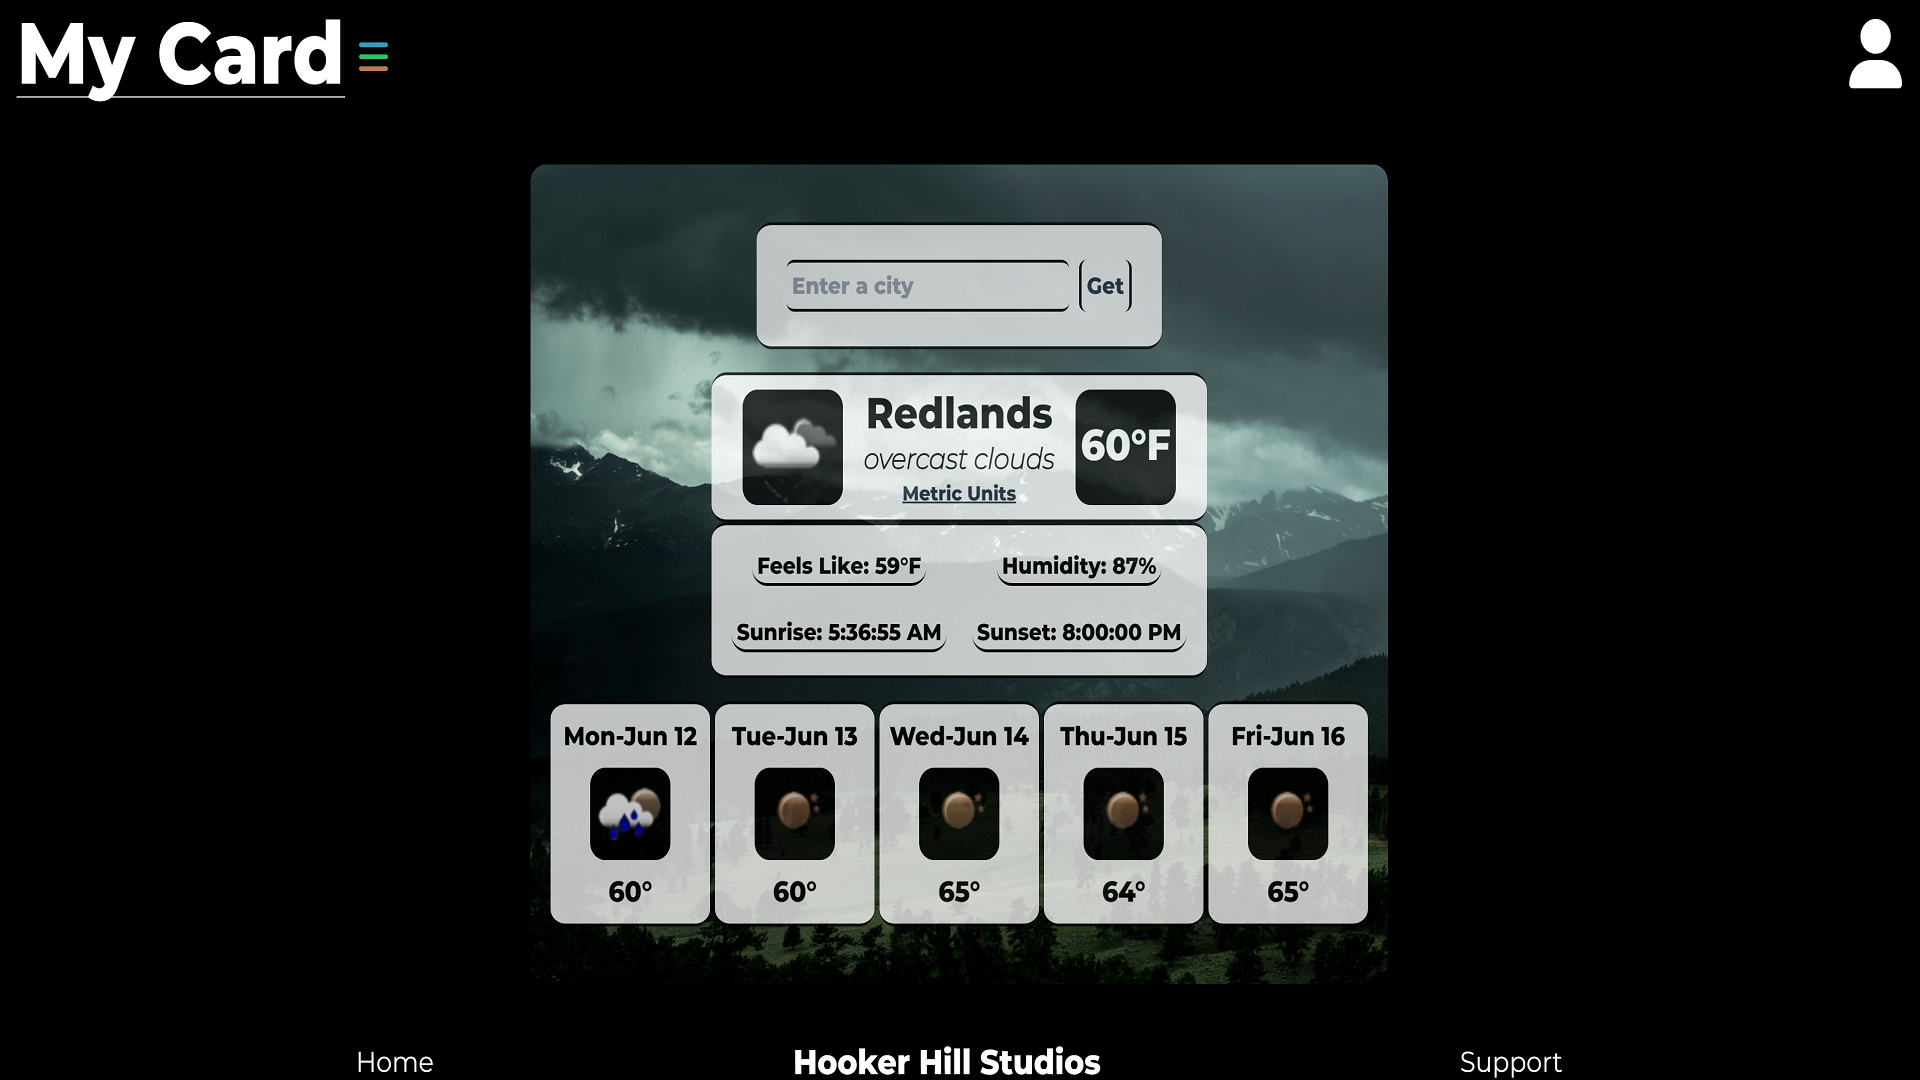 My Card
Enter a city
Get
Redlands
overcast clouds
Metric Units
60°F
Feels Like: 59°F
Humidity: 87%
Sunrise: 5:36:55 AM
Sunset: 8:00:00 PM
Mon-Jun 12
60°
Tue-Jun 13
60°
Wed-Jun 14
65°
Thu-Jun 15
64°
Fri-Jun 16
65°
Home
Hooker Hill Studios
Support